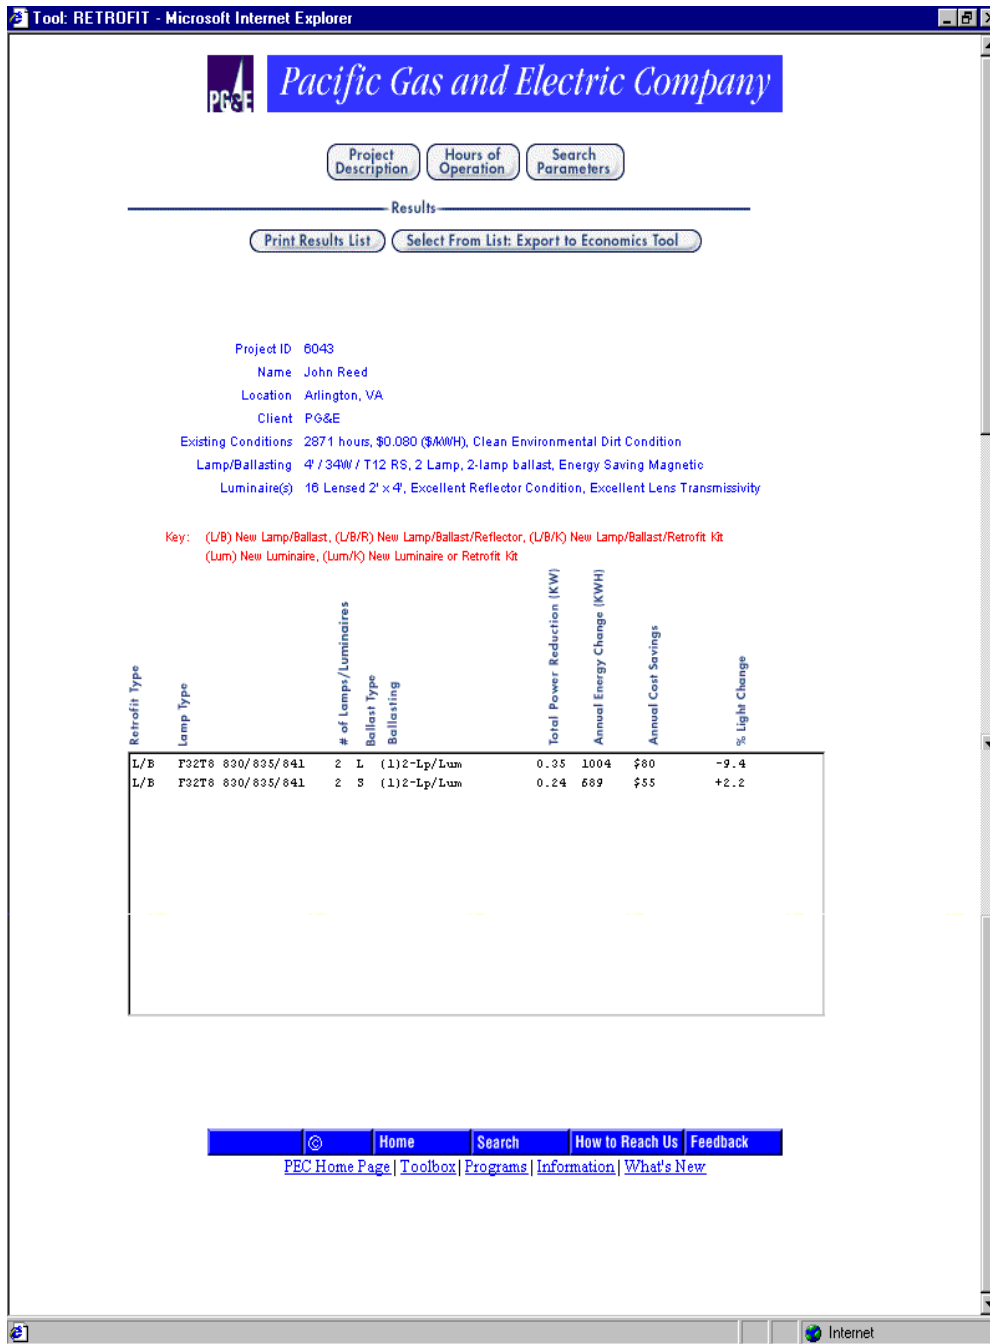 Tool: RETROFIT - Microsoft Internet Explorer
PG&E
Pacific Gas and Electric Company
Project Description
Hours of Operation
Search Parameters
Results
Print Results List
Select From List: Export to Economics Tool
Project ID 6043
Name John Reed
Location Arlington, VA
Client PG&E
Existing Conditions 2871 hours, $0.080 ($/kWH), Clean Environmental Dirt Condition
Lamp/Ballasting 4' / 34W / T12 RS, 2 Lamp, 2-lamp ballast, Energy Saving Magnetic
Luminaire(s) 16 Lensed 2' x 4', Excellent Reflector Condition, Excellent Lens Transmissivity
Key: (L/B) New Lamp/Ballast, (L/B/R) New Lamp/Ballast/Reflector, (L/B/K) New Lamp/Ballast/Retrofit Kit
(Lum) New Luminaire, (Lum/K) New Luminaire or Retrofit Kit
Retrofit Type
Lamp Type
# of Lamps/Luminaires
Ballast Type
Ballasting
Total Power Reduction (KW)
Annual Energy Change (KWH)
Annual Cost Savings
% Light Change
L/B F32T8 830/835/841 2 L (1)2-Lp/Lum 0.35 1004 $80 -9.4
L/B F32T8 830/835/841 2 S (1)2-Lp/Lum 0.24 689 $55 +2.2
© Home Search How to Reach Us Feedback
PEC Home Page | Toolbox | Programs | Information | What's New
Internet